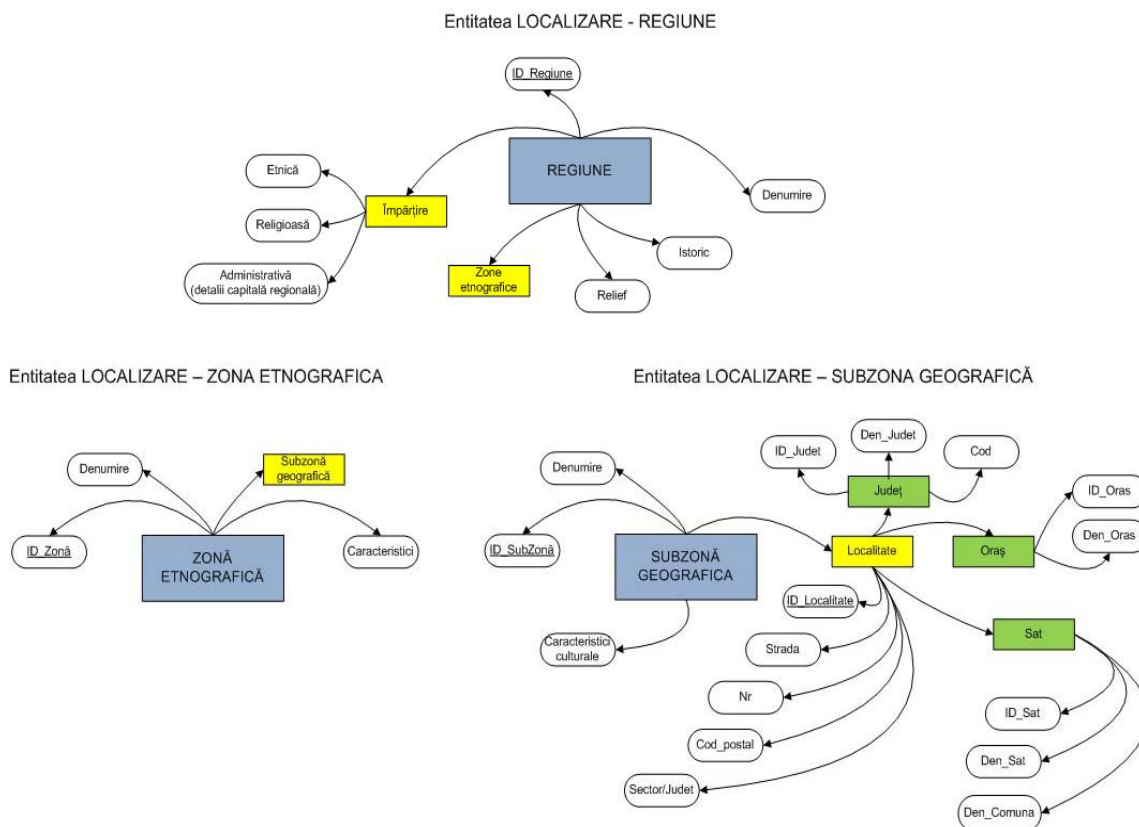 Entitatea LOCALIZARE - REGIUNE
ID_Regiune
REGIUNE
Etnică
Împărţire
Denumire
Religioasă
Istoric
Administrativă
(detalii capitală regională)
Zone
etnografice
Relief
Entitatea LOCALIZARE – ZONA ETNOGRAFICA
Denumire
Subzonă
geografică
ID_Zonă
ZONĂ
ETNOGRAFICĂ
Caracteristici
Entitatea LOCALIZARE – SUBZONA GEOGRAFICĂ
Denumire
ID_Judet
Den_Judet
Cod
Judeţ
ID_Oras
ID_SubZonă
SUBZONĂ
GEOGRAFICA
Localitate
Oraş
Den_Oras
ID_Localitate
Caracteristici
culturale
Strada
Sat
Nr
ID_Sat
Cod_postal
Den_Sat
Sector/Judet
Den_Comuna